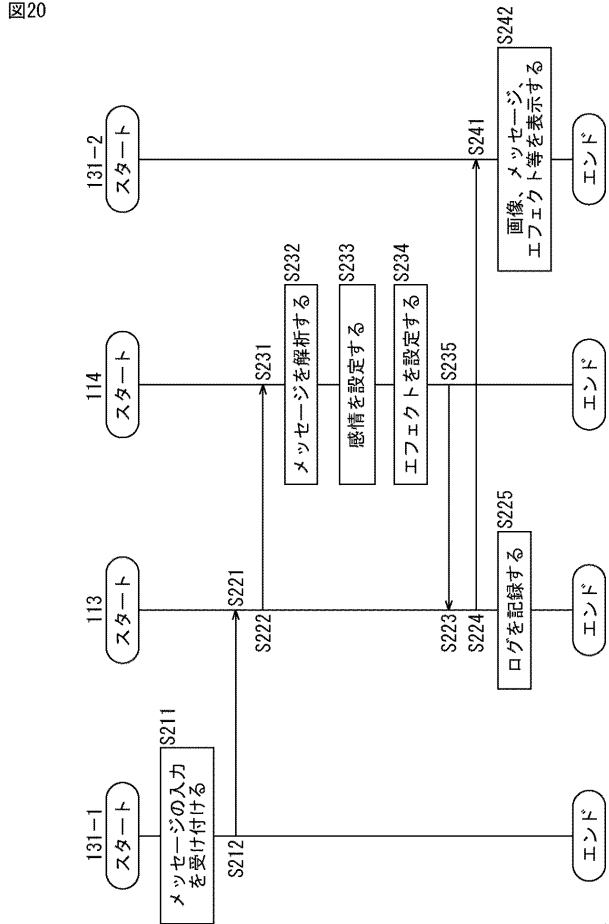 図20
131-1
スタート
S211
メッセージの入力
を受け付ける
S212
エンド
113
スタート
S221
S222
S223
S224
S225
ログを記録する
エンド
114
スタート
S231
S232
メッセージを解析する
S233
感情を設定する
S234
エフェクトを設定する
S235
エンド
131-2
スタート
S241
S242
画像、メッセージ、
エフェクト等を表示する
エンド